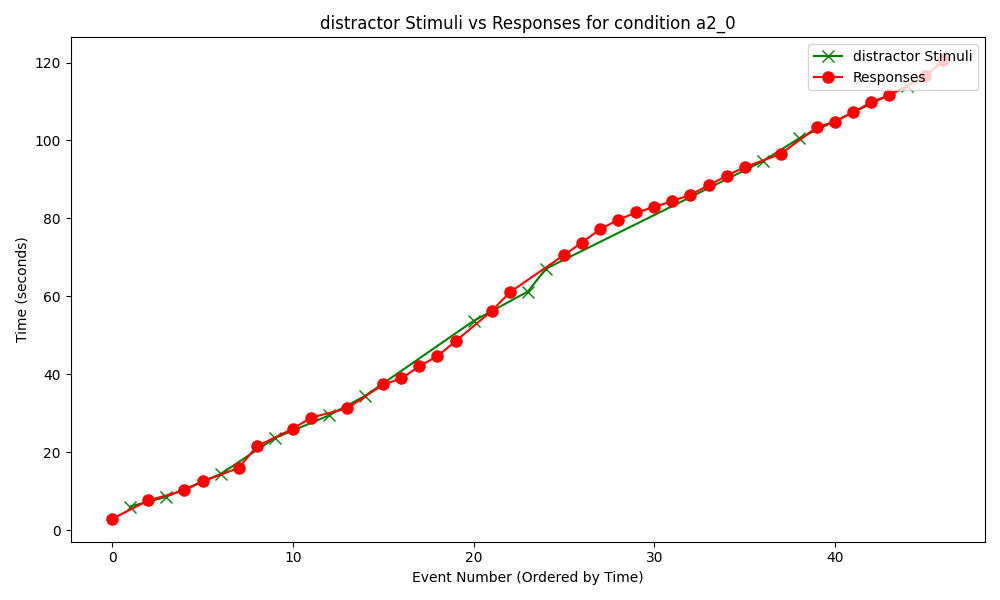 distractor Stimuli vs Responses for condition a2_0
distractor Stimuli
Responses
Time (seconds)
120
100
80
60
40
20
0
0 10 20 30 40
Event Number (Ordered by Time)